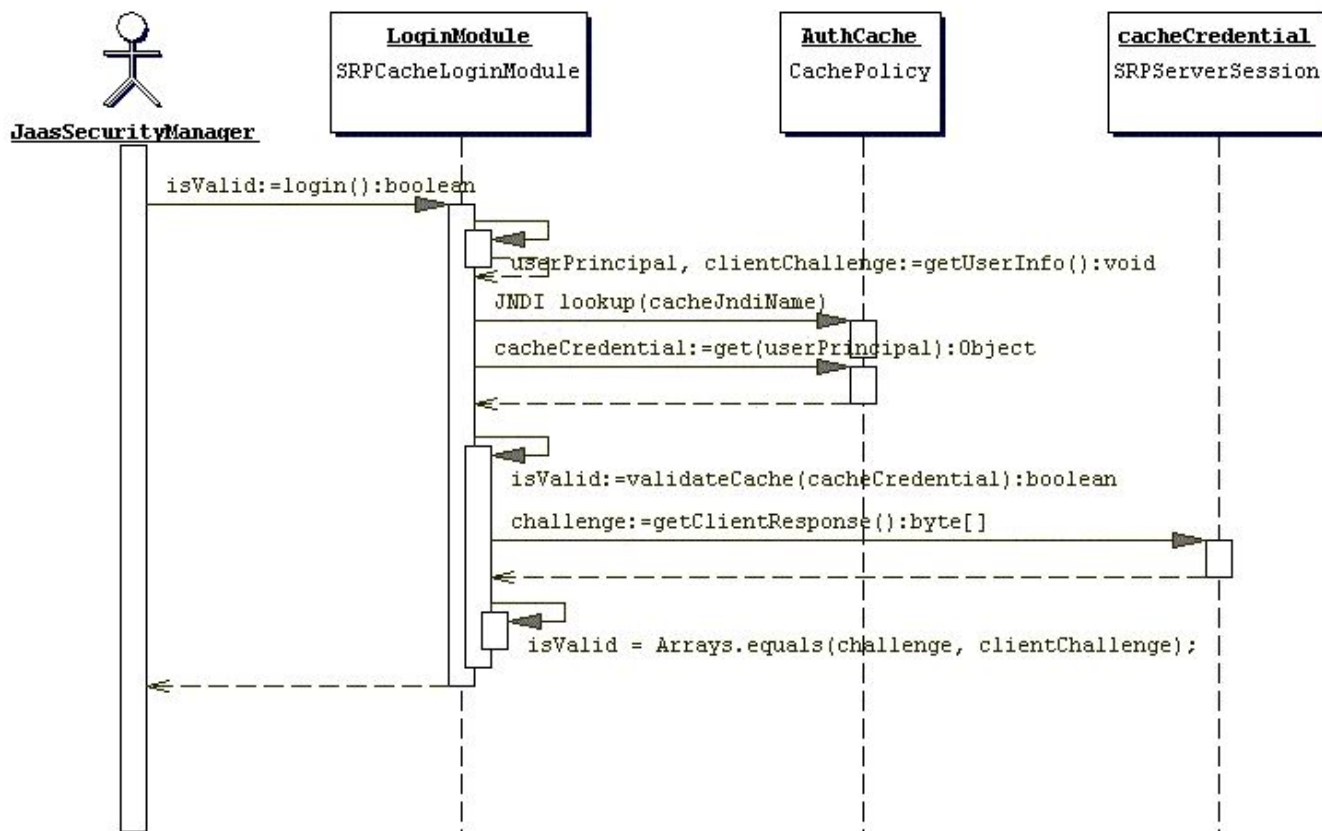 LoginModule
SRPCacheLoginModule
AuthCache
CachePolicy
cacheCredential
SRPServerSession
JaasSecurityManager
isValid:=login():boolean
userPrincipal, clientChallenge:=getUserInfo():void
JNDI lookup(cacheJndiName)
cacheCredential:=get(userPrincipal):Object
isValid:=validateCache(cacheCredential):boolean
challenge:=getClientResponse():byte[]
isValid = Arrays.equals(challenge, clientChallenge);